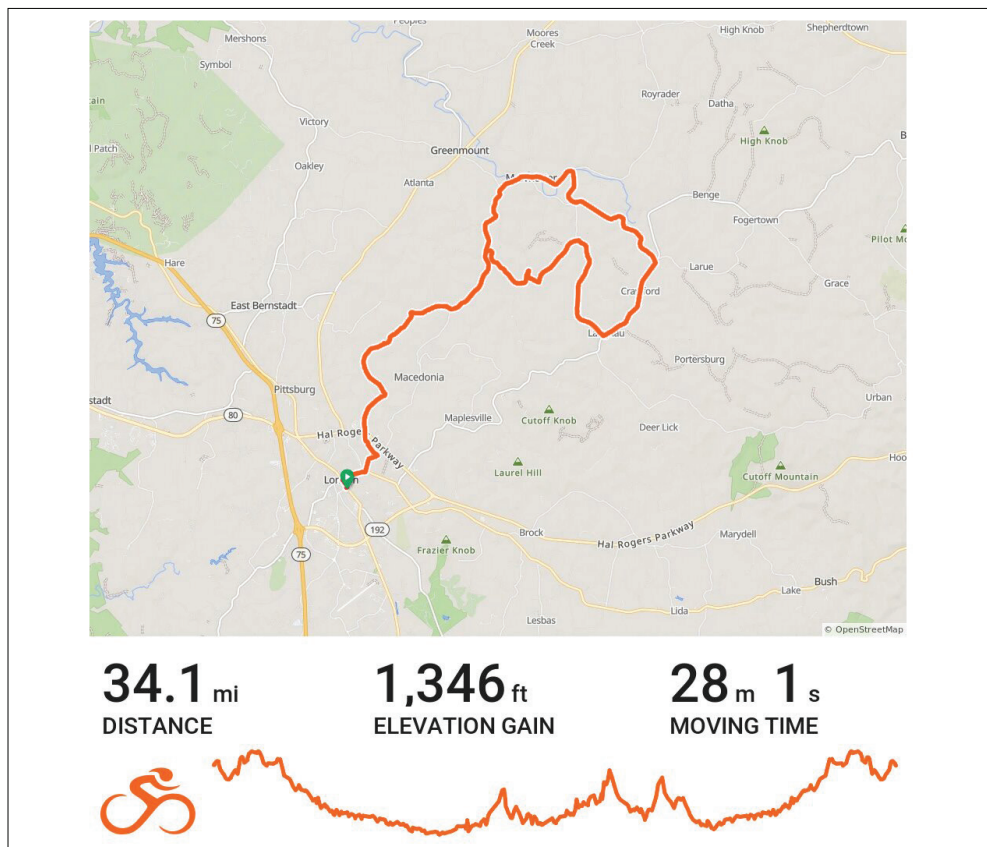 Peoples
High Knob
Shepherdtown
Mershons
Moores
Creek
Symbol
Royrader
Datha
Victory
High Knob
Greenmount
Oakley
Atlanta
Benge
Fogertown
Pilot
Hare
Larue
Grace
East Bernstadt
75
Portersburg
Macedonia
Pittsburg
Urban
80
Maplesville
Cutoff Knob
Deer Lick
Hal Rogers Parkway
Laurel Hill
Cutoff Mountain
192
Brock
Hal Rogers Parkway
Marydell
75
Frazier Knob
Bush
Lake
Lida
Lesbas
© OpenStreetMap
34.1 mi
1,346 ft
28 m 1 s
DISTANCE
ELEVATION GAIN
MOVING TIME